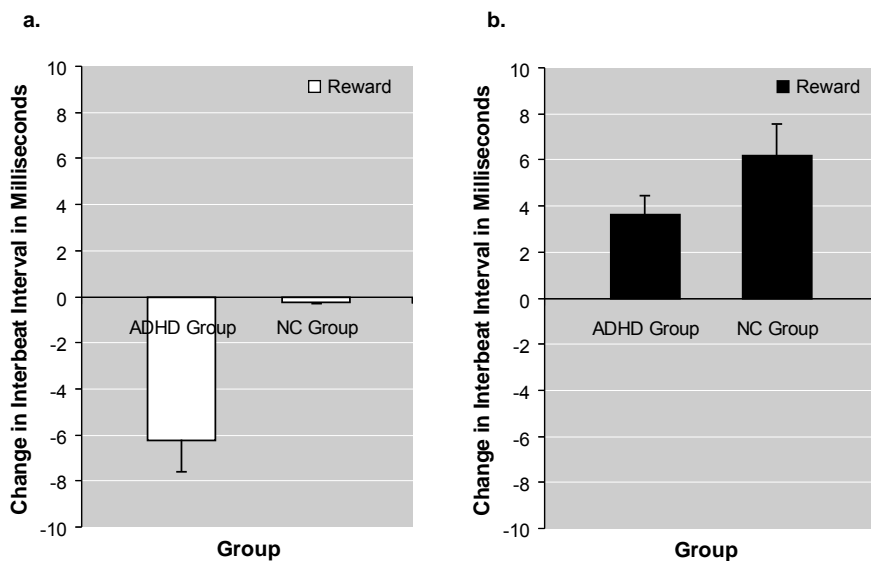 a.
Change in Interbeat Interval in Milliseconds
10
8
6
4
2
0
-2
-4
-6
-8
-10
Reward
ADHD Group
NC Group
Group
b.
Change in Interbeat Interval in Milliseconds
10
8
6
4
2
0
-2
-4
-6
-8
-10
Reward
ADHD Group
NC Group
Group